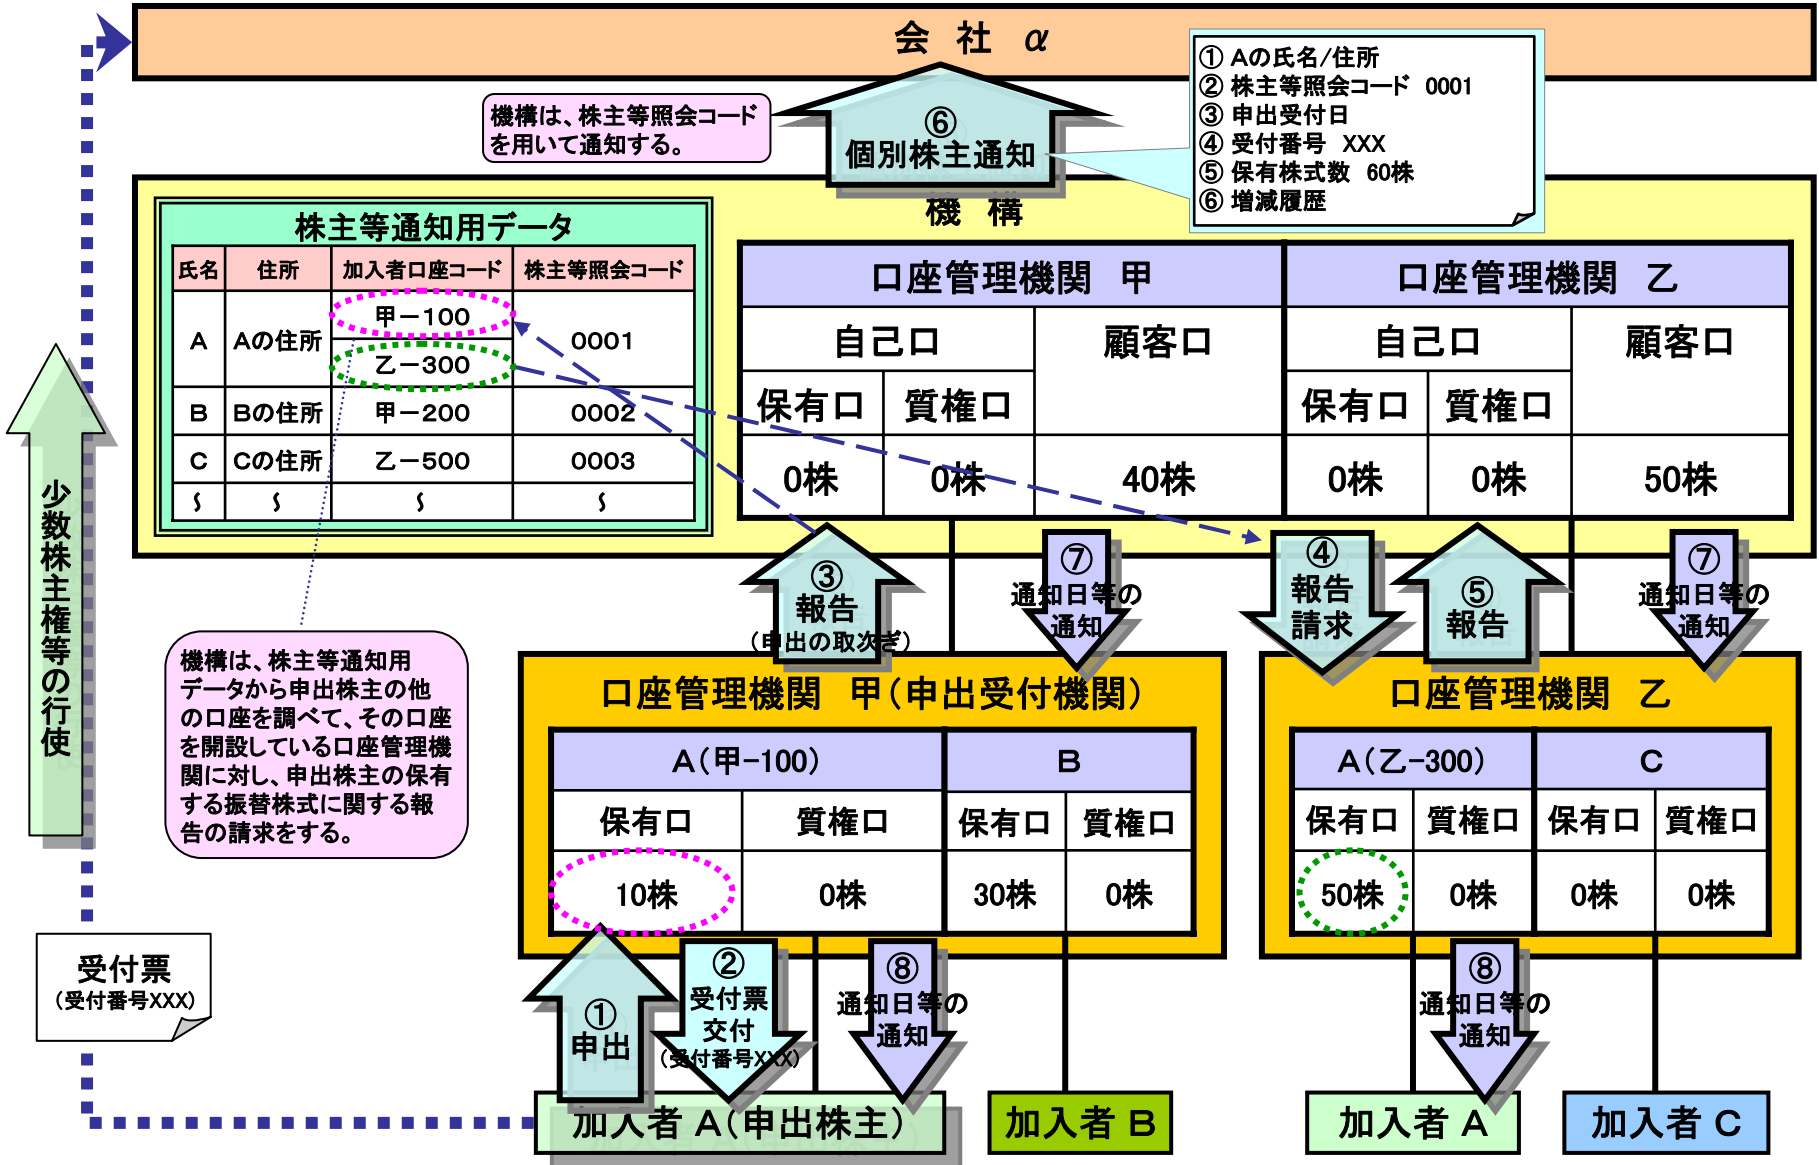 会 社 α
① Aの氏名/住所
② 株主等照会コード 0001
③ 申出受付日
④ 受付番号 XXX
⑤ 保有株式数 60株
⑥ 増減履歴
機構は、株主等照会コード
を用いて通知する。
⑥
個別株主通知
機 構
株主等通知用データ
氏名 住所 加入者口座コード 株主等照会コード
A Aの住所 甲－100 0001
乙－300
B Bの住所 甲－200 0002
C Cの住所 乙－500 0003
∽ ∽ ∽ ∽
口座管理機関 甲 口座管理機関 乙
自己口 顧客口 自己口 顧客口
保有口 質権口 保有口 質権口
0株 0株 40株 0株 0株 50株
少数株主権等の行使
③
報告
（申出の取次ぎ）
⑦
通知日等の
通知
④
報告
請求
⑤
報告
⑦
通知日等の
通知
機構は、株主等通知用
データから申出株主の他
の口座を調べて、その口座
を開設している口座管理機
関に対し、申出株主の保有
する振替株式に関する報
告の請求をする。
口座管理機関 甲（申出受付機関）
A（甲-100） B
保有口 質権口 保有口 質権口
10株 0株 30株 0株
口座管理機関 乙
A（乙-300） C
保有口 質権口 保有口 質権口
50株 0株 0株 0株
受付票
（受付番号XXX）
①
申出
②
受付票
交付
（受付番号XXX）
⑧
通知日等の
通知
⑧
通知日等の
通知
加入者 A（申出株主） 加入者 B 加入者 A 加入者 C